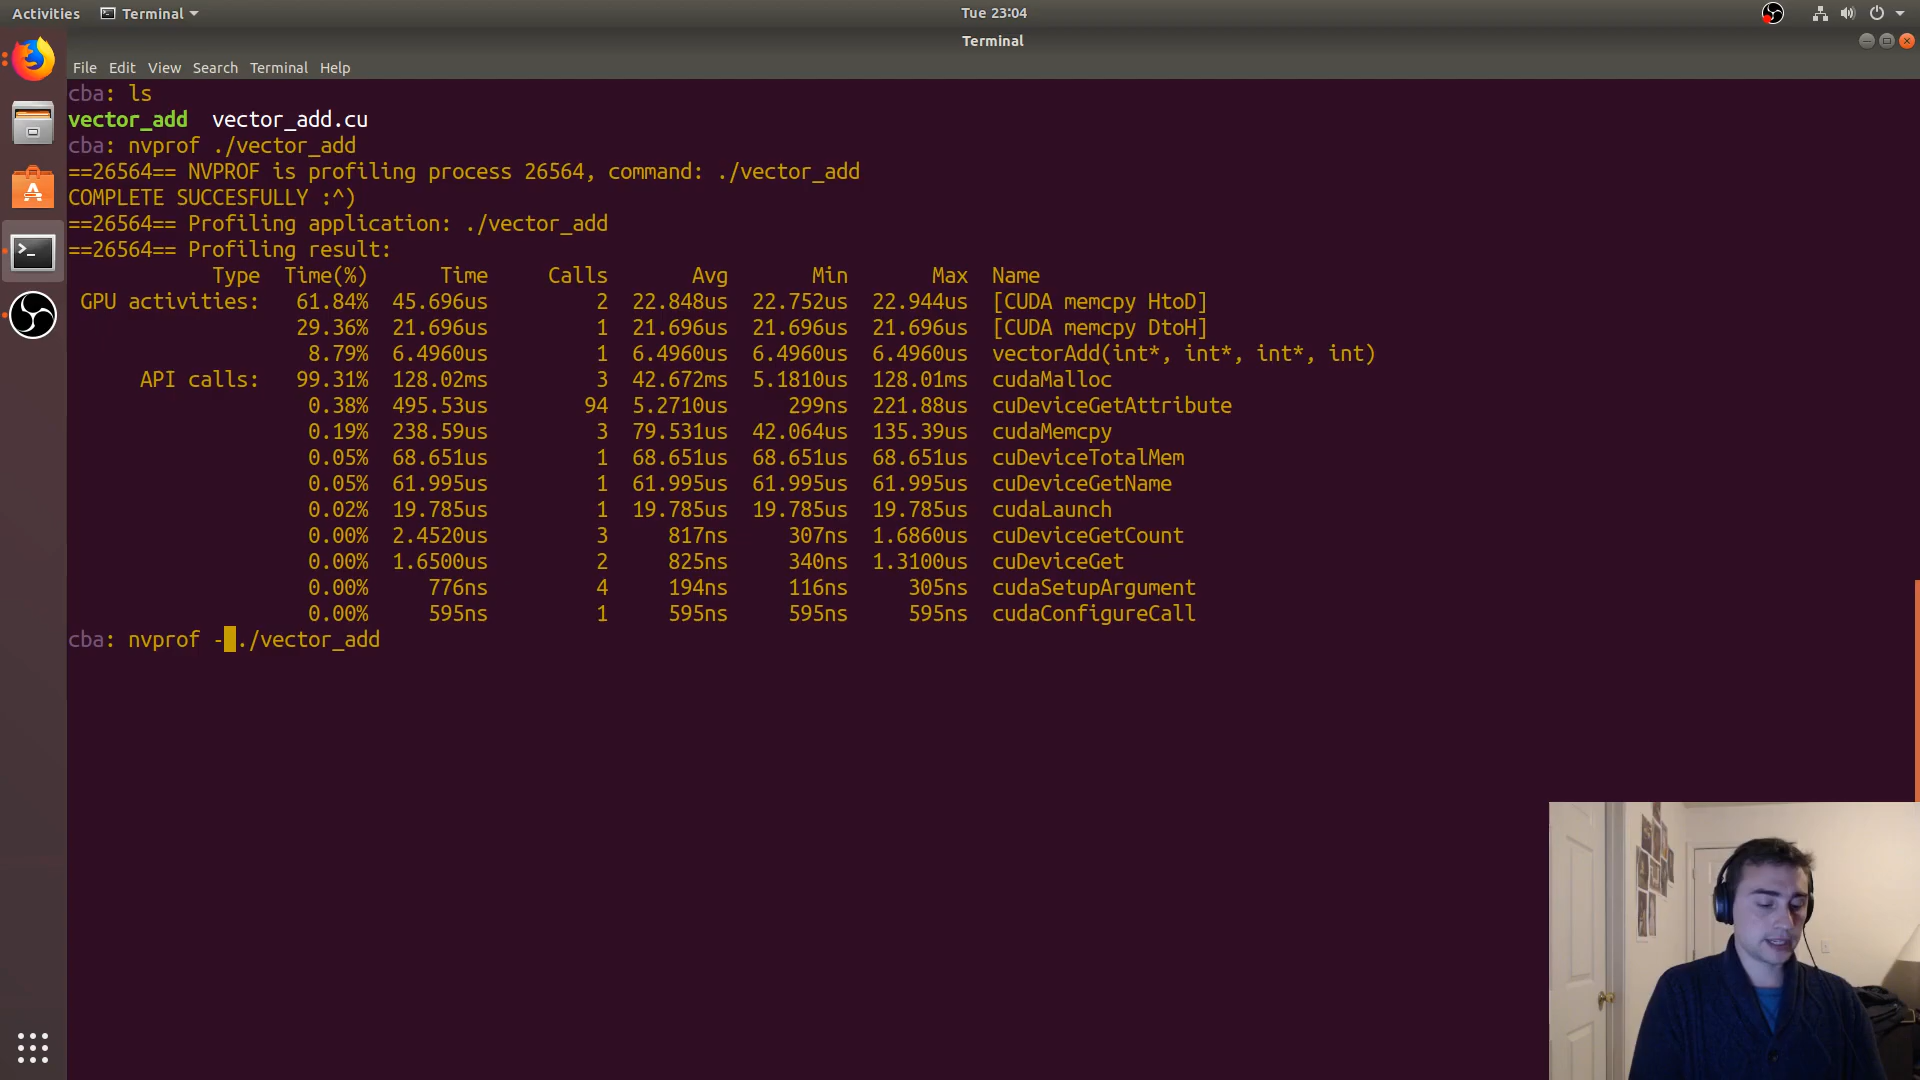 Activities Terminal Tue 23:04
Terminal
File Edit View Search Terminal Help
cba: ls
vector_add vector_add.cu
cba: nvprof ./vector_add
==26564== NVPROF is profiling process 26564, command: ./vector_add
COMPLETE SUCCESFULLY :^)
==26564== Profiling application: ./vector_add
==26564== Profiling result:
Type Time(%) Time Calls Avg Min Max Name
GPU activities: 61.84% 45.696us 2 22.848us 22.752us 22.944us [CUDA memcpy HtoD]
29.36% 21.696us 1 21.696us 21.696us 21.696us [CUDA memcpy DtoH]
8.79% 6.4960us 1 6.4960us 6.4960us 6.4960us vectorAdd(int*, int*, int*, int)
API calls: 99.31% 128.02ms 3 42.672ms 5.1810us 128.01ms cudaMalloc
0.38% 495.53us 94 5.2710us 299ns 221.88us cuDeviceGetAttribute
0.19% 238.59us 3 79.531us 42.064us 135.39us cudaMemcpy
0.05% 68.651us 1 68.651us 68.651us 68.651us cuDeviceTotalMem
0.05% 61.995us 1 61.995us 61.995us 61.995us cuDeviceGetName
0.02% 19.785us 1 19.785us 19.785us 19.785us cudaLaunch
0.00% 2.4520us 3 817ns 307ns 1.6860us cuDeviceGetCount
0.00% 1.6500us 2 825ns 340ns 1.3100us cuDeviceGet
0.00% 776ns 4 194ns 116ns 305ns cudaSetupArgument
0.00% 595ns 1 595ns 595ns 595ns cudaConfigureCall
cba: nvprof - ./vector_add